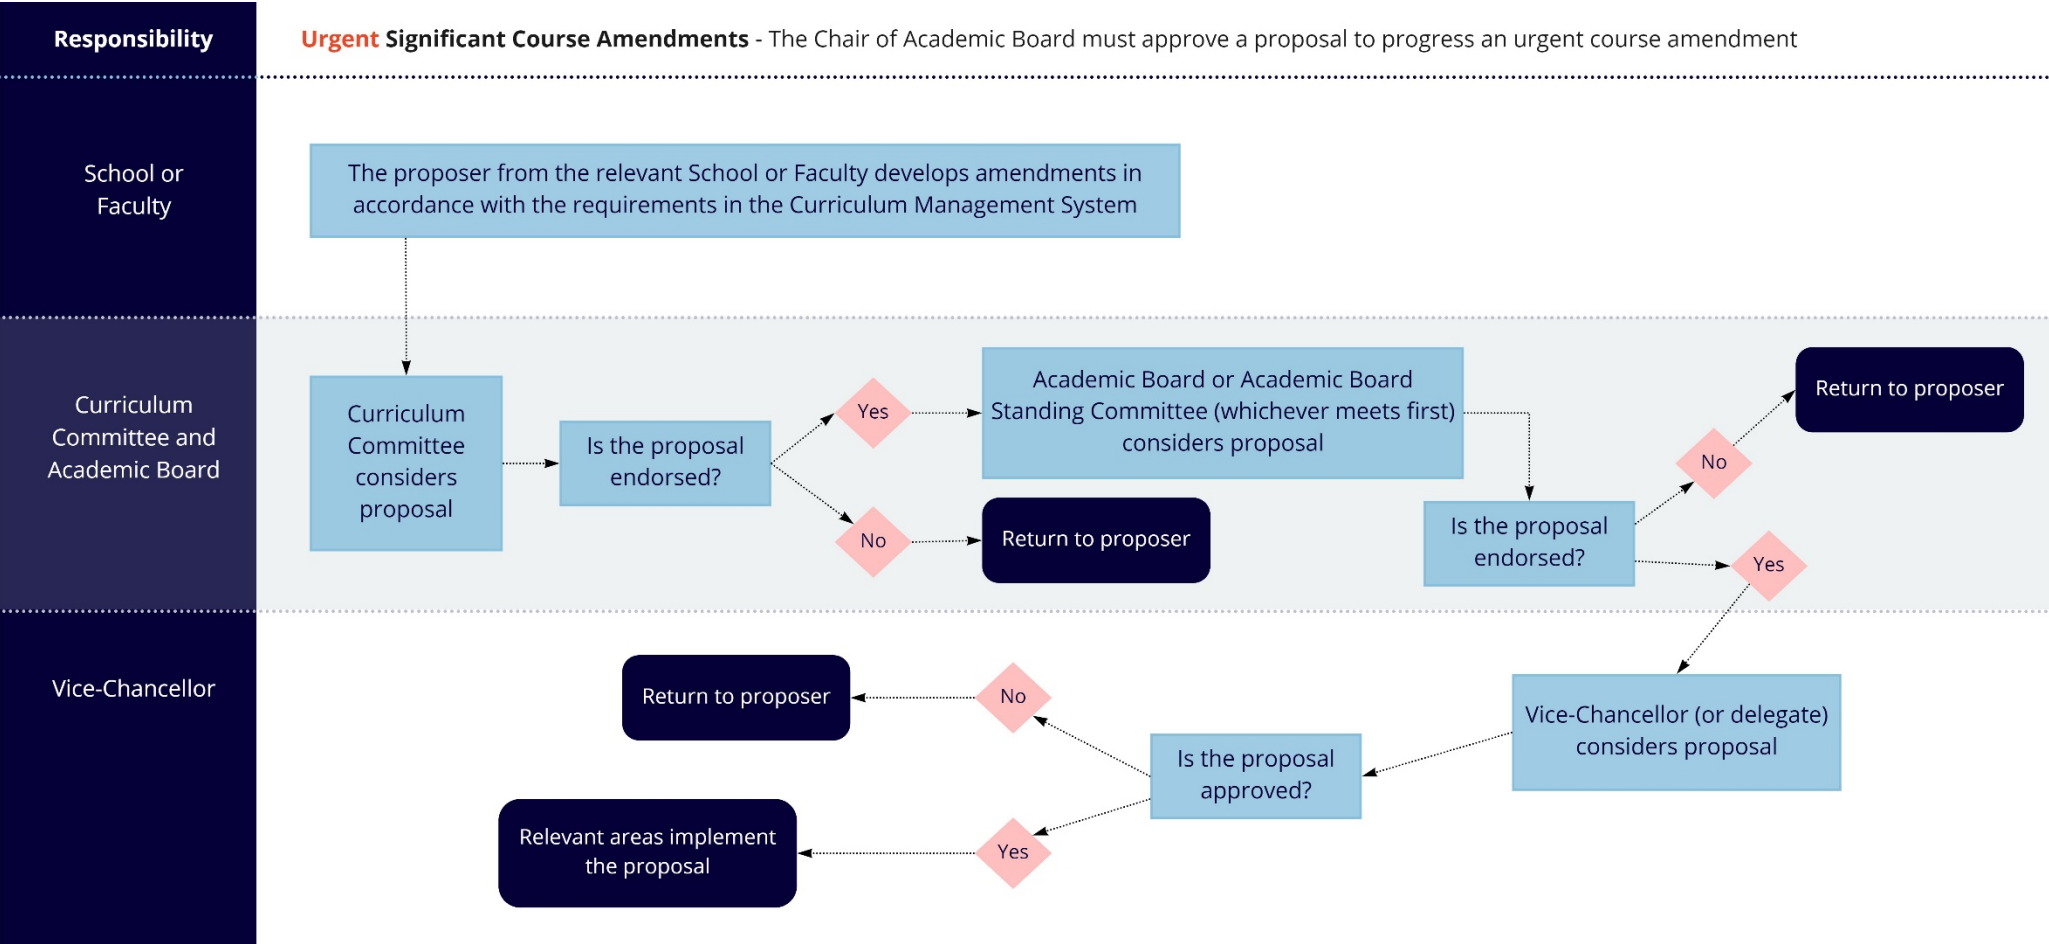 Responsibility
Urgent Significant Course Amendments - The Chair of Academic Board must approve a proposal to progress an urgent course amendment
School or
Faculty
The proposer from the relevant School or Faculty develops amendments in
accordance with the requirements in the Curriculum Management System
Curriculum
Committee and
Academic Board
Curriculum
Committee
considers
proposal
Is the proposal
endorsed?
Yes
No
Academic Board or Academic Board
Standing Committee (whichever meets first)
considers proposal
Return to proposer
Is the proposal
endorsed?
No
Return to proposer
Yes
Vice-Chancellor
Vice-Chancellor (or delegate)
considers proposal
Is the proposal
approved?
No
Return to proposer
Yes
Relevant areas implement
the proposal